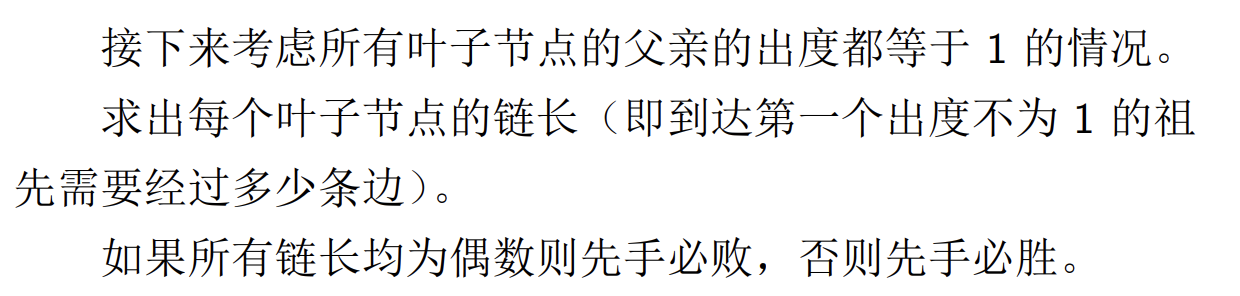 接下来考虑所有叶子节点的父亲的出度都等于 1 的情况。
求出每个叶子节点的链长（即到达第一个出度不为 1 的祖
先需要经过多少条边）。
如果所有链长均为偶数则先手必败，否则先手必胜。